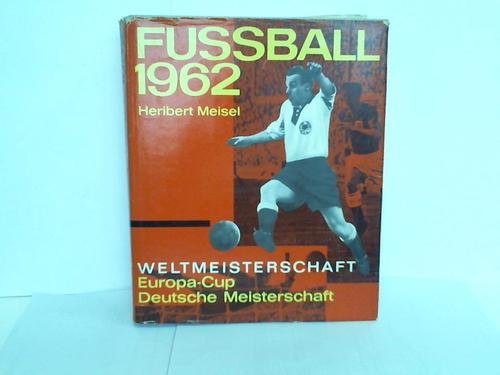 FUSSBALL
1962
Heribert Meisel
WELTMEISTERSCHAFT
Europa-Cup
Deutsche Meisterschaft